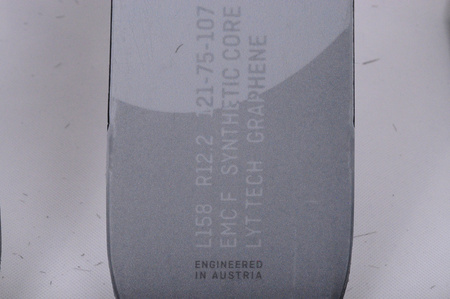 L158 R12.2 121-75-107
EMC F SYNTHETIC CORE
LYT TECH GRAPHENE
ENGINEERED
IN AUSTRIA